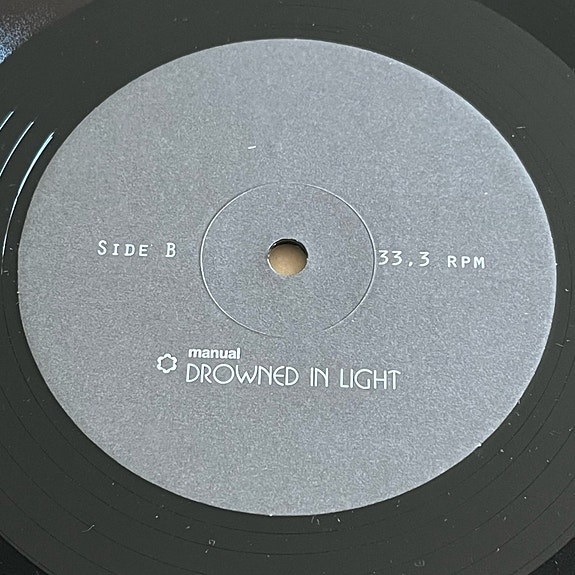 SIDE B
33.3 RPM
manual
DROWNED IN LIGHT